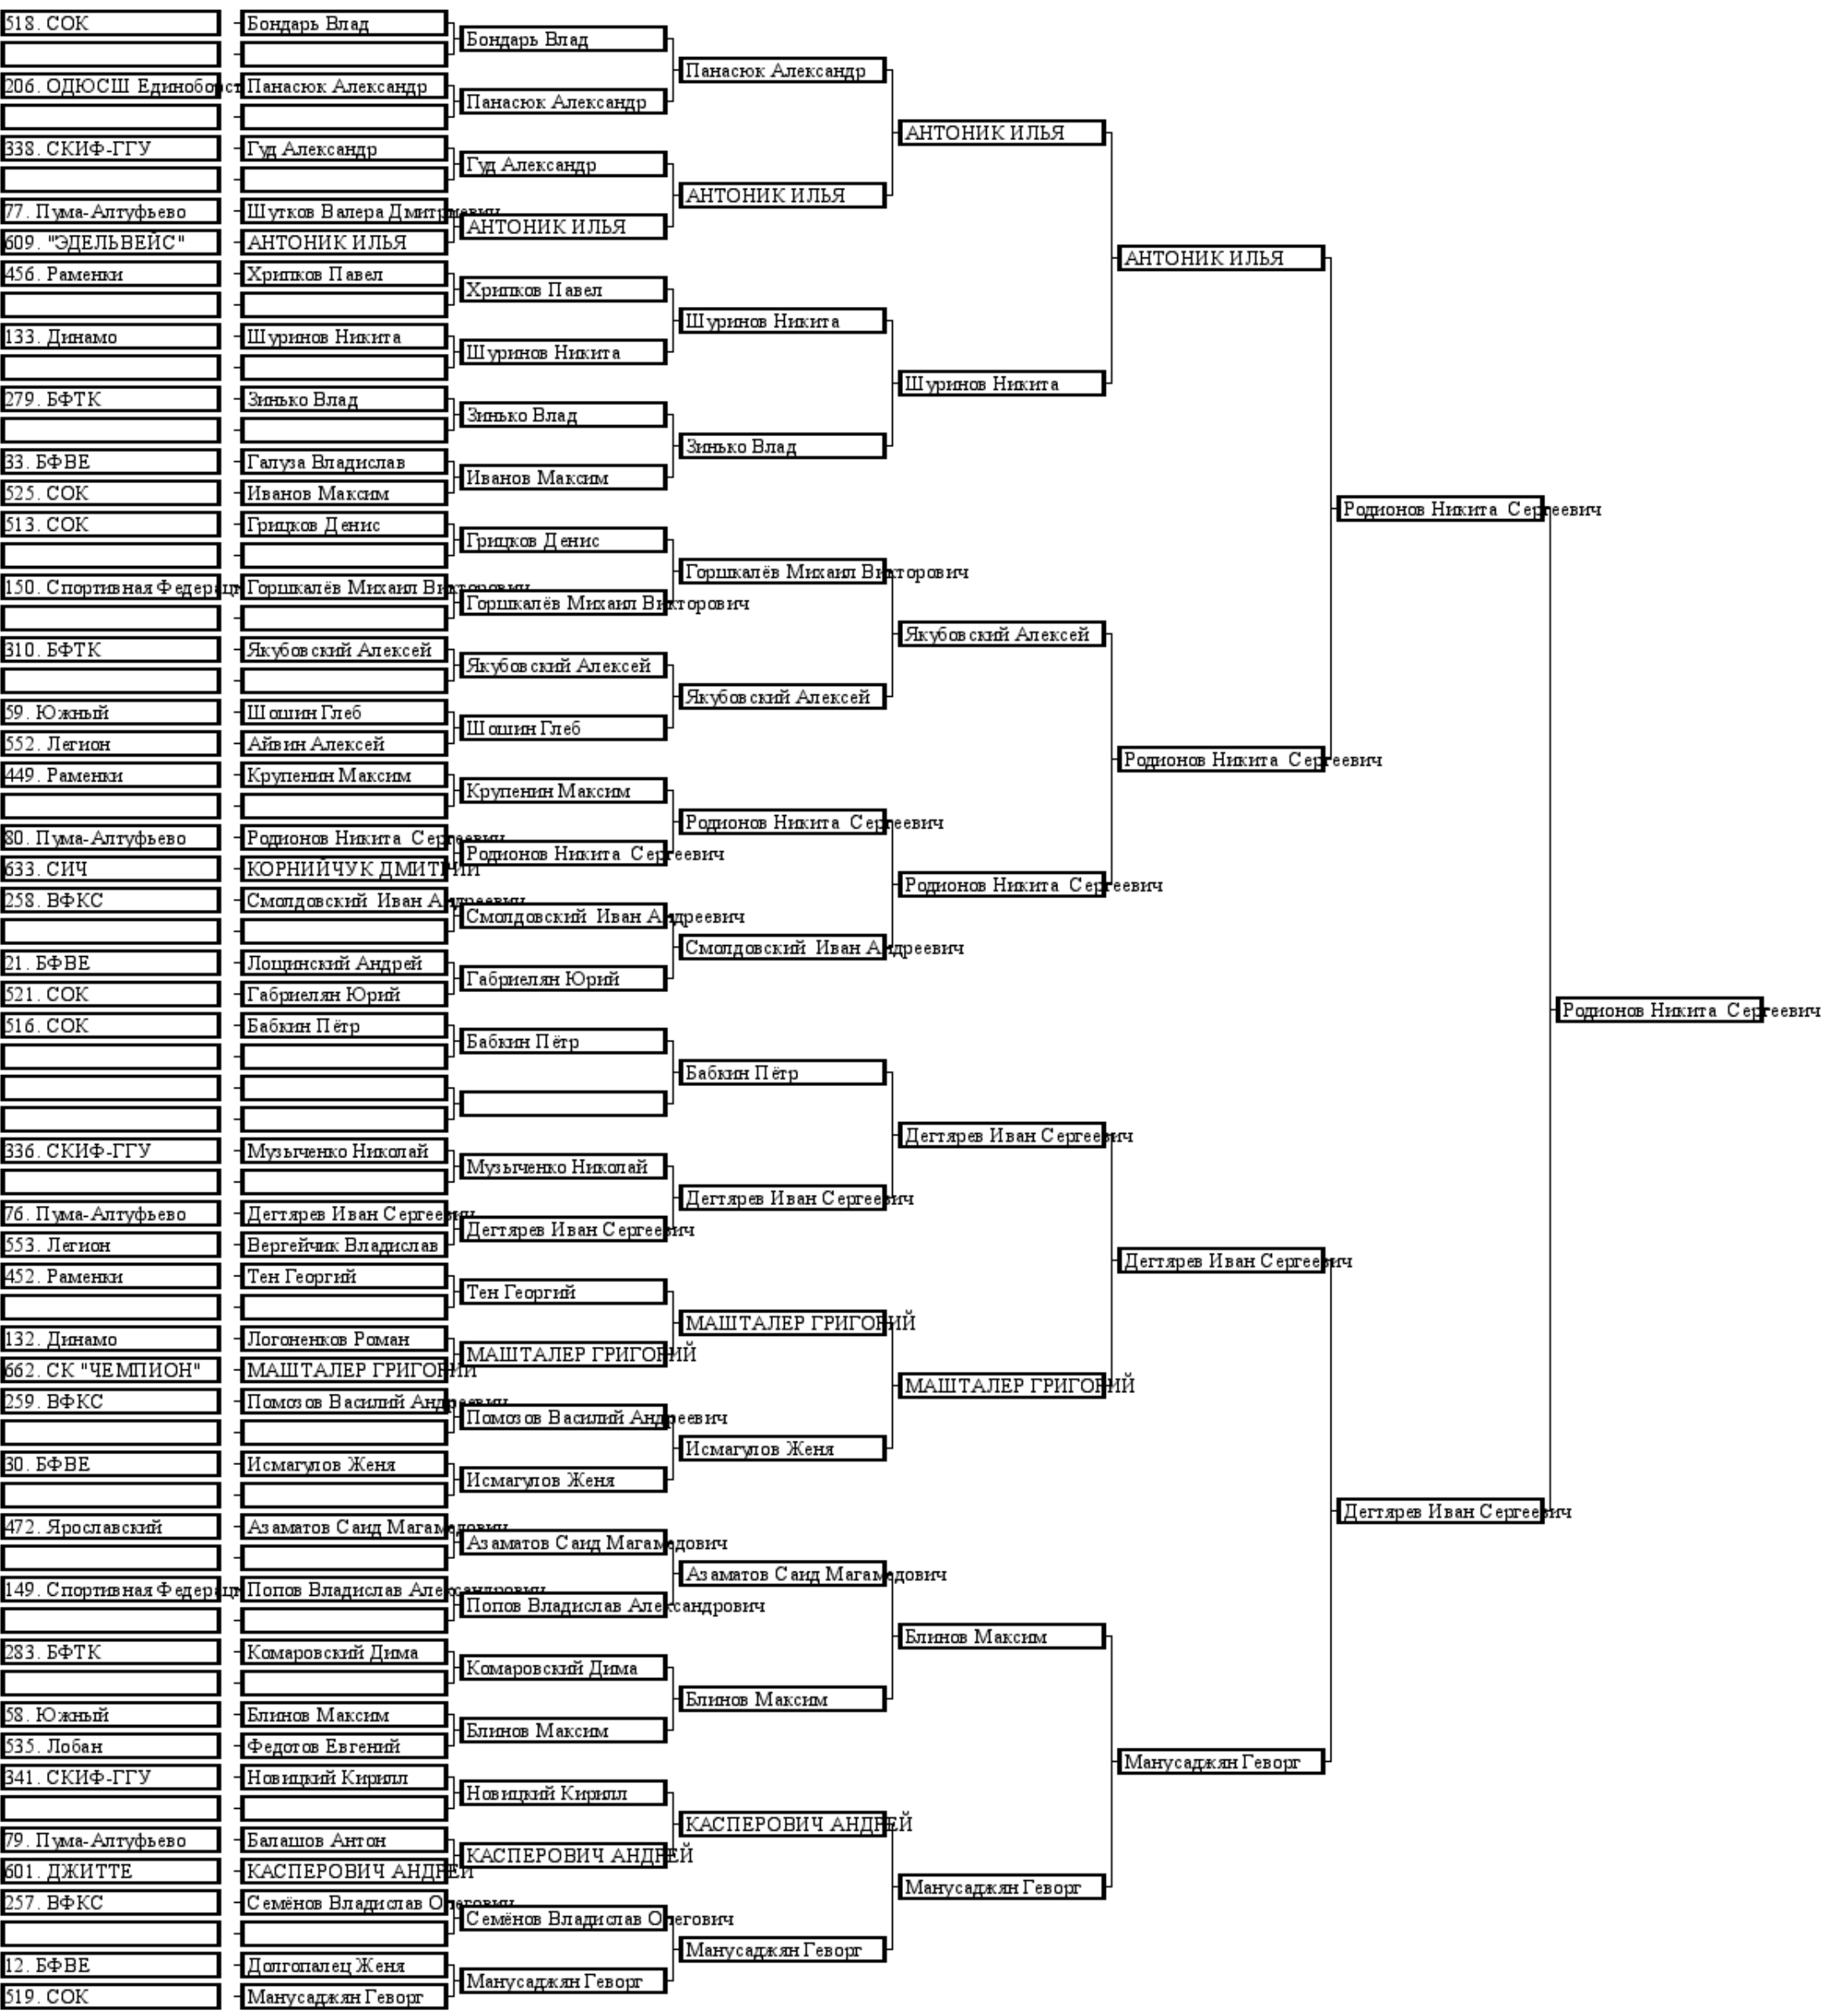 518. СОК
Бондарь Влад
Бондарь Влад
Панасюк Александр
206. ОДЮСШ Единоборст
Панасюк Александр
Панасюк Александр
АНТОНИК ИЛЬЯ
338. СКИФ-ГГУ
Гуд Александр
Гуд Александр
АНТОНИК ИЛЬЯ
77. Пума-Алтуфьево
Шутков Валера Дмитриевич
АНТОНИК ИЛЬЯ
609. "ЭДЕЛЬВЕЙС"
АНТОНИК ИЛЬЯ
АНТОНИК ИЛЬЯ
456. Раменки
Хрипков Павел
Хрипков Павел
Шуринов Никита
133. Динамо
Шуринов Никита
Шуринов Никита
Шуринов Никита
279. БФТК
Зинько Влад
Зинько Влад
Зинько Влад
33. БФВЕ
Галуза Владислав
Иванов Максим
525. СОК
Иванов Максим
Родионов Никита  Сергеевич
513. СОК
Грицков Денис
Грицков Денис
Горшкалёв Михаил Викторович
150. Спортивная Федерац
Горшкалёв Михаил Викторович
Горшкалёв Михаил Викторович
Якубовский Алексей
310. БФТК
Якубовский Алексей
Якубовский Алексей
Якубовский Алексей
59. Южный
Шошин Глеб
Шошин Глеб
552. Легион
Айвин Алексей
Родионов Никита  Сергеевич
449. Раменки
Крупенин Максим
Крупенин Максим
Родионов Никита  Сергеевич
80. Пума-Алтуфьево
Родионов Никита  Сергеевич
Родионов Никита  Сергеевич
633. СИЧ
КОРНИЙЧУК ДМИТРИЙ
Родионов Никита  Сергеевич
258. ВФКС
Смолдовский  Иван Андреевич
Смолдовский  Иван Андреевич
Смолдовский  Иван Андреевич
21. БФВЕ
Лощинский Андрей
Габриелян Юрий
521. СОК
Габриелян Юрий
Родионов Никита  Сергеевич
516. СОК
Бабкин Пётр
Бабкин Пётр
Бабкин Пётр
Дегтярев Иван Сергеевич
336. СКИФ-ГГУ
Музыченко Николай
Музыченко Николай
Дегтярев Иван Сергеевич
76. Пума-Алтуфьево
Дегтярев Иван Сергеевич
Дегтярев Иван Сергеевич
553. Легион
Вергейчик Владислав
Дегтярев Иван Сергеевич
452. Раменки
Тен Георгий
Тен Георгий
МАШТАЛЕР ГРИГОРИЙ
132. Динамо
Логоненков Роман
МАШТАЛЕР ГРИГОРИЙ
662. СК "ЧЕМПИОН"
МАШТАЛЕР ГРИГОРИЙ
МАШТАЛЕР ГРИГОРИЙ
259. ВФКС
Помозов Василий Андреевич
Помозов Василий Андреевич
Исмагулов Женя
30. БФВЕ
Исмагулов Женя
Исмагулов Женя
Дегтярев Иван Сергеевич
472. Ярославский
Азаматов Саид Магамедович
Азаматов Саид Магамедович
Азаматов Саид Магамедович
149. Спортивная Федерац
Попов Владислав Александрович
Попов Владислав Александрович
Блинов Максим
283. БФТК
Комаровский Дима
Комаровский Дима
Блинов Максим
58. Южный
Блинов Максим
Блинов Максим
535. Лобан
Федотов Евгений
Манусаджян Геворг
341. СКИФ-ГГУ
Новицкий Кирилл
Новицкий Кирилл
КАСПЕРОВИЧ АНДРЕЙ
79. Пума-Алтуфьево
Балашов Антон
КАСПЕРОВИЧ АНДРЕЙ
601. ДЖИТТЕ
КАСПЕРОВИЧ АНДРЕЙ
Манусаджян Геворг
257. ВФКС
Семёнов Владислав Олегович
Семёнов Владислав Олегович
Манусаджян Геворг
12. БФВЕ
Долгопалец Женя
Манусаджян Геворг
519. СОК
Манусаджян Геворг